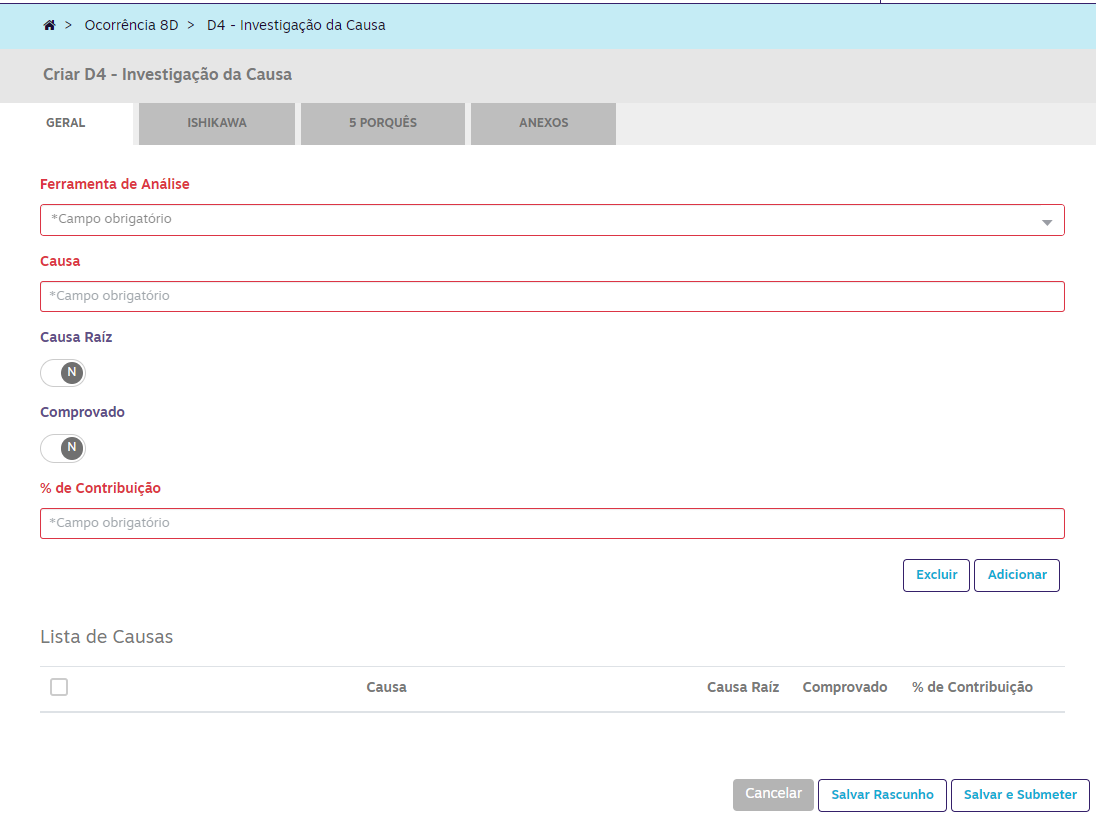 > Ocorrência 8D > D4 - Investigação da Causa
Criar D4 - Investigação da Causa
GERAL ISHIKAWA 5 PORQUÊS ANEXOS
Ferramenta de Análise
*Campo obrigatório
Causa
*Campo obrigatório
Causa Raíz
N
Comprovado
N
% de Contribuição
*Campo obrigatório
Excluir Adicionar
Lista de Causas
Causa Causa Raíz Comprovado % de Contribuição
Cancelar Salvar Rascunho Salvar e Submeter